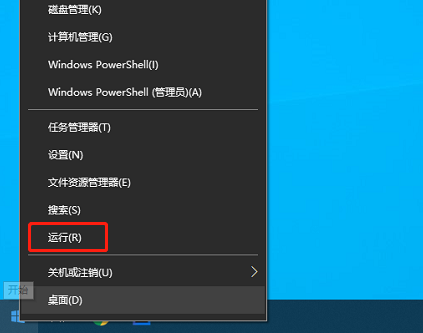 磁盘管理(K)
计算机管理(G)
Windows PowerShell(I)
Windows PowerShell (管理员)(A)
任务管理器(T)
设置(N)
文件资源管理器(E)
搜索(S)
运行(R)
关机或注销(U)
开始
桌面(D)